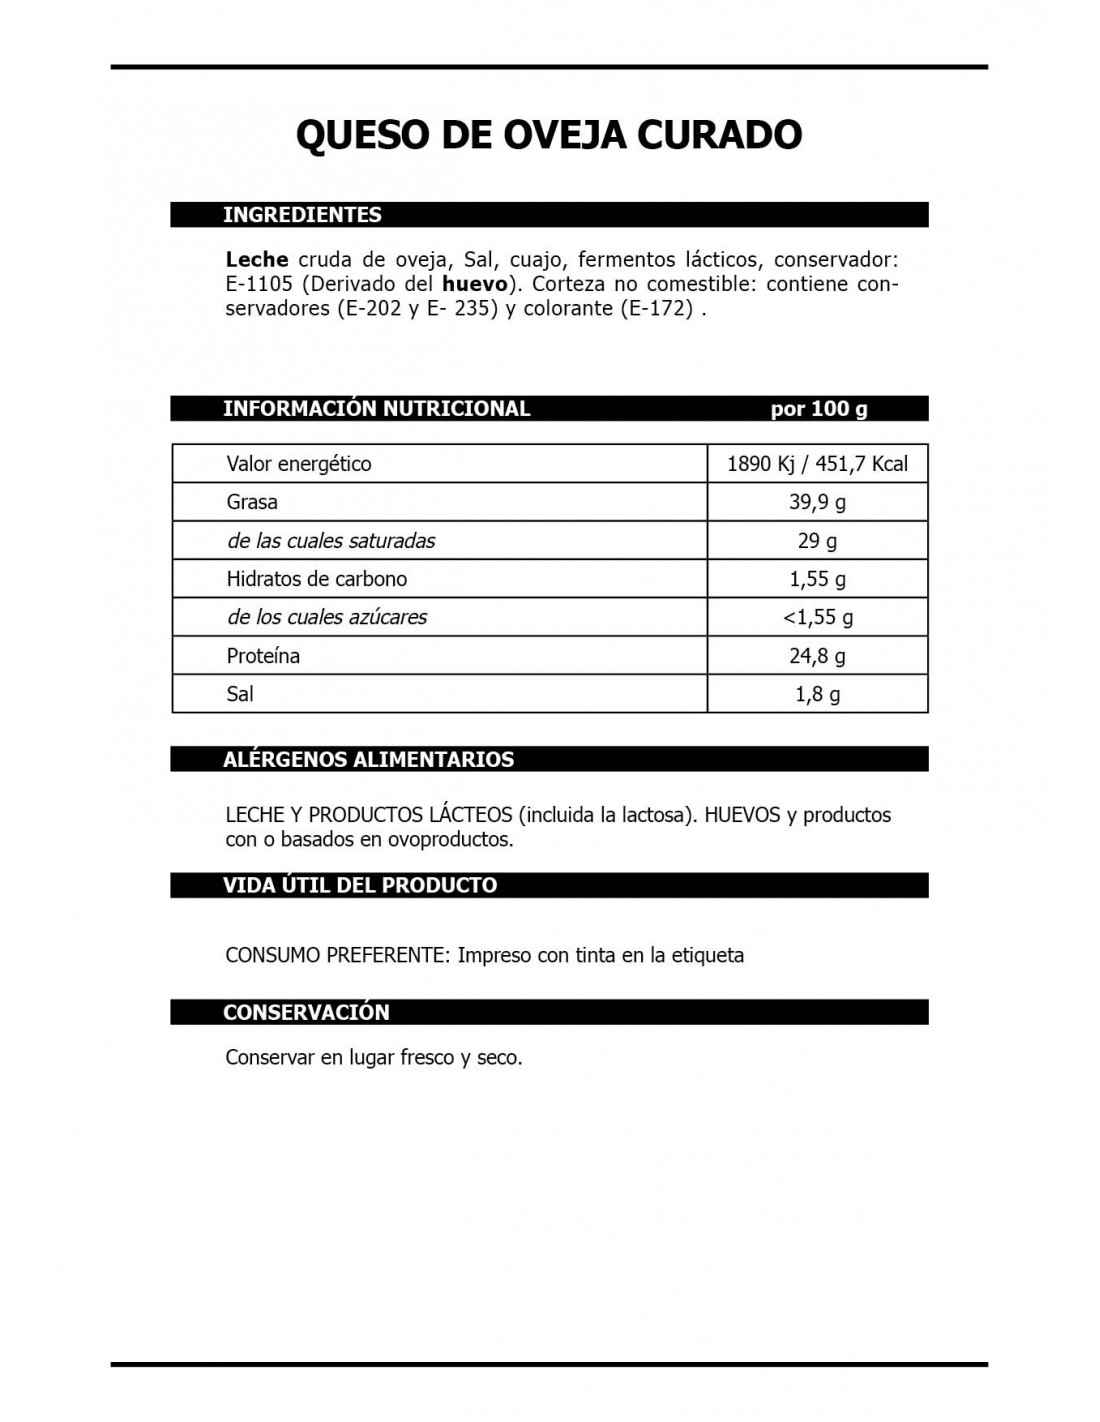 QUESO DE OVEJA CURADO
INGREDIENTES
Leche cruda de oveja, Sal, cuajo, fermentos lácticos, conservador:
E-1105 (Derivado del huevo). Corteza no comestible: contiene con-
servadores (E-202 y E- 235) y colorante (E-172) .
INFORMACIÓN NUTRICIONAL por 100 g
Valor energético 1890 Kj / 451,7 Kcal
Grasa 39,9 g
de las cuales saturadas 29 g
Hidratos de carbono 1,55 g
de los cuales azúcares <1,55 g
Proteína 24,8 g
Sal 1,8 g
ALÉRGENOS ALIMENTARIOS
LECHE Y PRODUCTOS LÁCTEOS (incluida la lactosa). HUEVOS y productos
con o basados en ovoproductos.
VIDA ÚTIL DEL PRODUCTO
CONSUMO PREFERENTE: Impreso con tinta en la etiqueta
CONSERVACIÓN
Conservar en lugar fresco y seco.